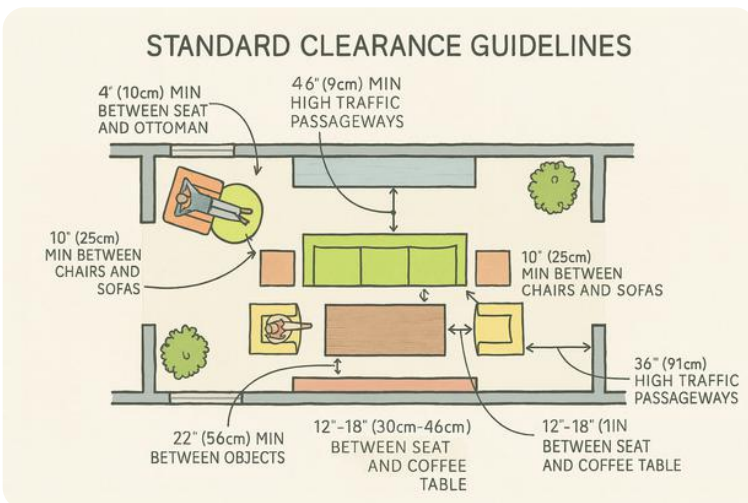 STANDARD CLEARANCE GUIDELINES
4" (10cm) MIN
BETWEEN SEAT
AND OTTOMAN
46" (9cm) MIN
HIGH TRAFFIC
PASSAGEWAYS
10" (25cm)
MIN BETWEEN
CHAIRS AND
SOFAS
10" (25cm)
MIN BETWEEN
CHAIRS AND SOFAS
36" (91cm)
HIGH TRAFFIC
PASSAGEWAYS
22" (56cm) MIN
BETWEEN OBJECTS
12"-18" (30cm-46cm)
BETWEEN SEAT
AND COFFEE
TABLE
12"-18" (1IN
BETWEEN SEAT
AND COFFEE TABLE